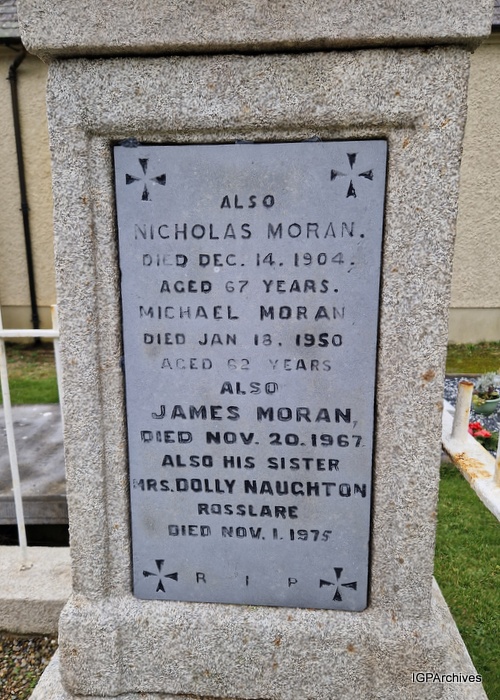 ALSO
NICHOLAS MORAN.
DIED DEC. 14. 1904.
AGED 67 YEARS.
MICHAEL MORAN
DIED JAN 18, 1950
AGED 62 YEARS
ALSO
JAMES MORAN,
DIED NOV. 20. 1967
ALSO HIS SISTER
MRS. DOLLY NAUGHTON
ROSSLARE
DIED NOV. 1. 1975
R I P
IGPArchives